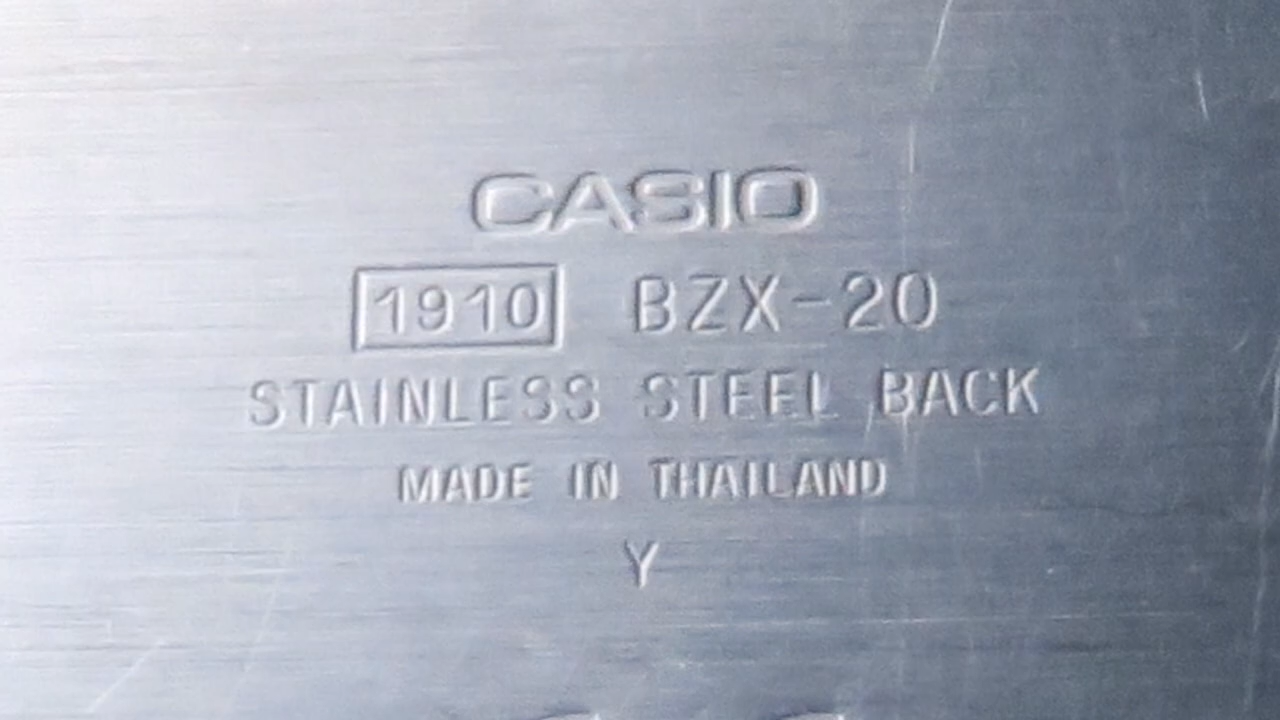 CASIO
1910 BZX-20
STAINLESS STEEL BACK
MADE IN THAILAND
Y